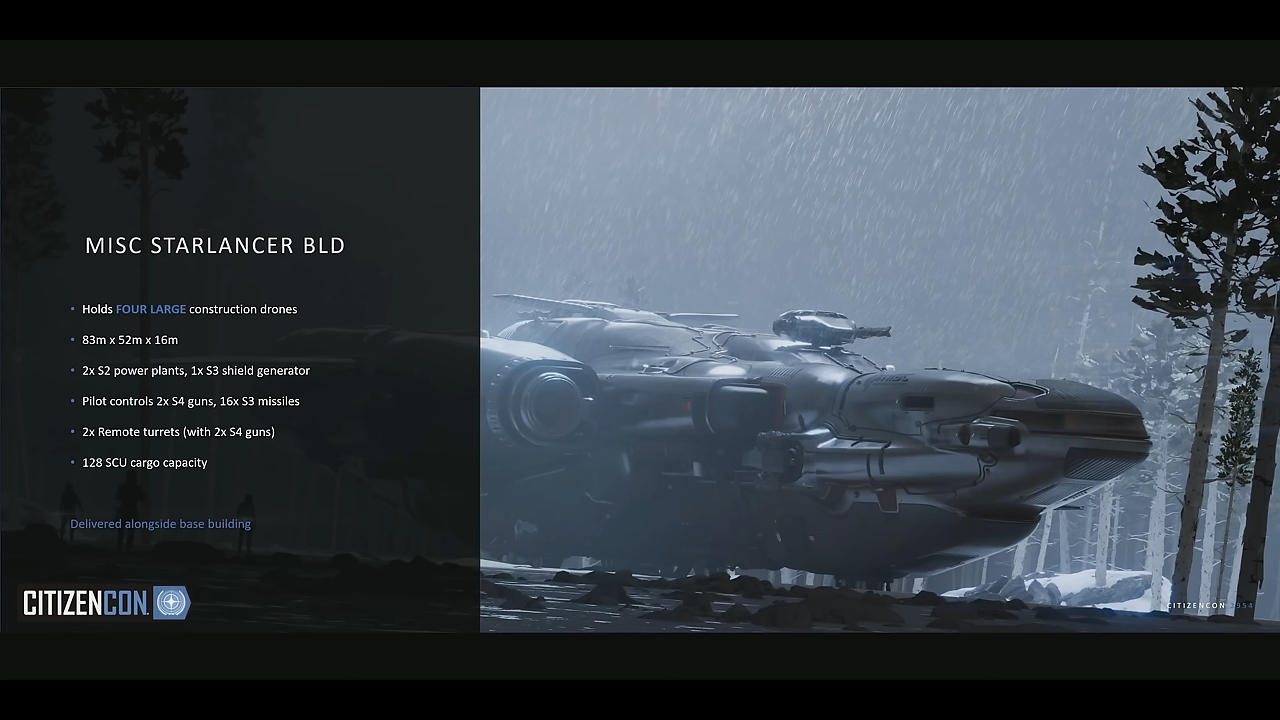 MISC STARLANCER BLD
• Holds FOUR LARGE construction drones
• 83m x 52m x 16m
• 2x S2 power plants, 1x S3 shield generator
• Pilot controls 2x S4 guns, 16x S3 missiles
• 2x Remote turrets (with 2x S4 guns)
• 128 SCU cargo capacity
Delivered alongside base building
CITIZENCON
CITIZENCON 2954